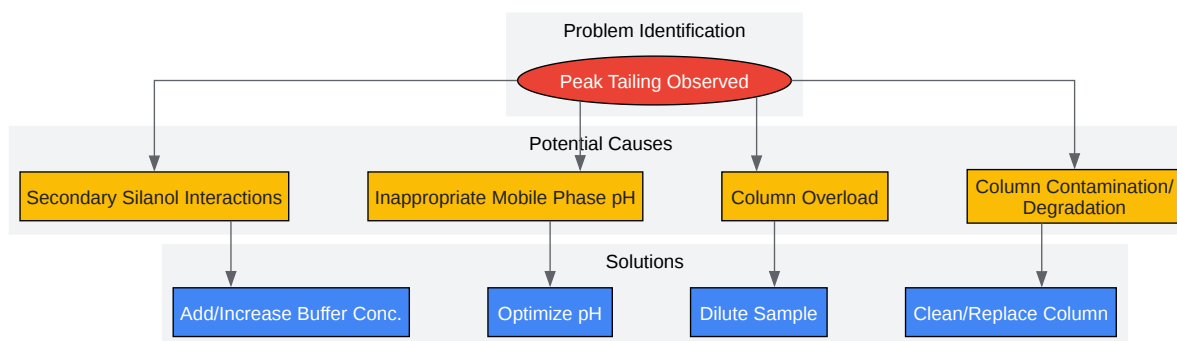 Problem Identification
Peak Tailing Observed
Potential Causes
Secondary Silanol Interactions
Inappropriate Mobile Phase pH
Column Overload
Column Contamination/
Degradation
Solutions
Add/Increase Buffer Conc.
Optimize pH
Dilute Sample
Clean/Replace Column